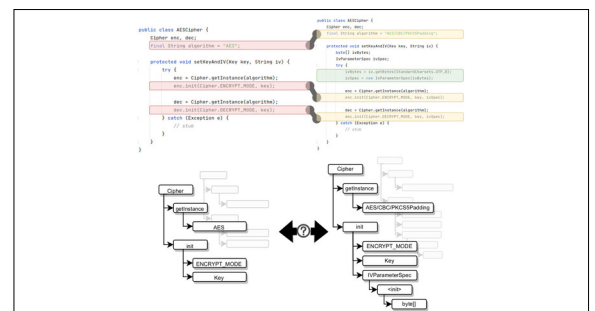 public class AESCipher {
Cipher enc, dec;
final String algorithm = "AES";
protected void setKeyAndIV(Key key, String iv) {
try {
enc = Cipher.getInstance(algorithm);
enc.init(Cipher.ENCRYPT_MODE, key);
dec = Cipher.getInstance(algorithm);
dec.init(Cipher.DECRYPT_MODE, key);
} catch (Exception e) {
// stub
}
}
}
public class AESCipher {
Cipher enc, dec;
final String algorithm = "AES/CBC/PKCS5Padding";
protected void setKeyAndIV(Key key, String iv) {
byte[] ivBytes;
IvParameterSpec ivSpec;
try {
ivBytes = iv.getBytes(StandardCharsets.UTF_8);
ivSpec = new IvParameterSpec(ivBytes);
enc = Cipher.getInstance(algorithm);
enc.init(Cipher.ENCRYPT_MODE, key, ivSpec);
dec = Cipher.getInstance(algorithm);
dec.init(Cipher.DECRYPT_MODE, key, ivSpec);
} catch (Exception e) {
// stub
}
}
}
Cipher
getInstance
AES
init
ENCRYPT_MODE
Key
?
Cipher
getInstance
AES/CBC/PKCS5Padding
init
ENCRYPT_MODE
Key
IVParameterSpec
<init>
byte[]